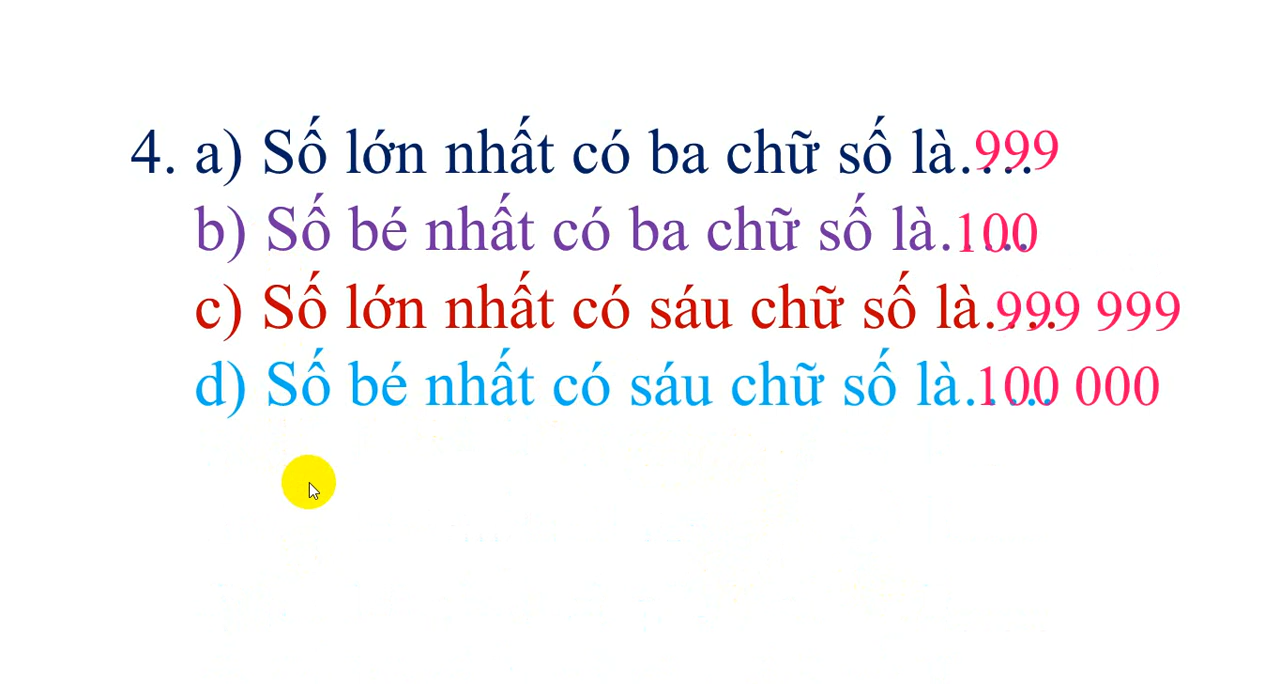 4. a) Số lớn nhất có ba chữ số là....999
b) Số bé nhất có ba chữ số là.....100
c) Số lớn nhất có sáu chữ số là.....999 999
d) Số bé nhất có sáu chữ số là.....100 000